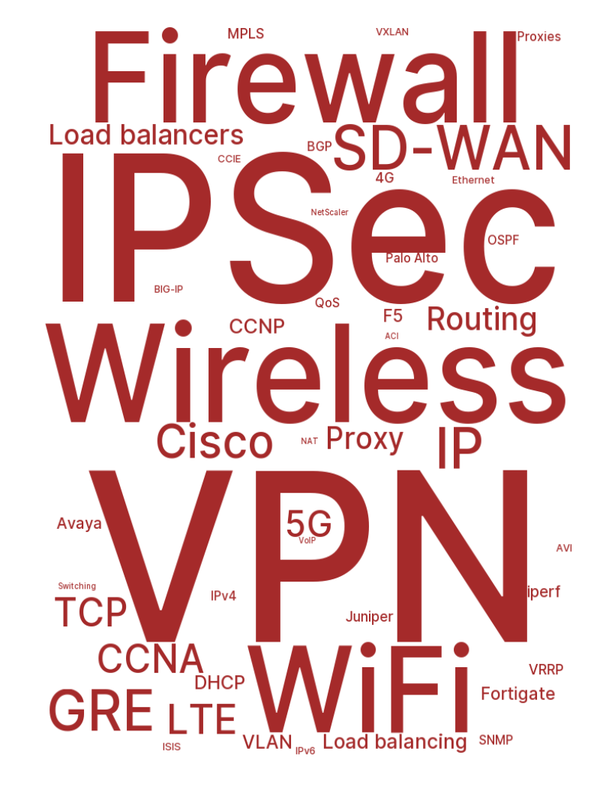 MPLS
VXLAN
Proxies
Firewall
Load balancers
BGP
SD-WAN
CCIE
4G
Ethernet
NetScaler
IPSec
OSPF
Palo Alto
BIG-IP
QoS
F5
Routing
CCNP
ACI
Wireless
Cisco
NAT
Proxy
IP
5G
Avaya
VoIP
AVI
VPN
Switching
IPv4
iperf
TCP
Juniper
CCNA
WiFi
VRRP
DHCP
Fortigate
GRE
LTE
VLAN
Load balancing
SNMP
ISIS
IPv6